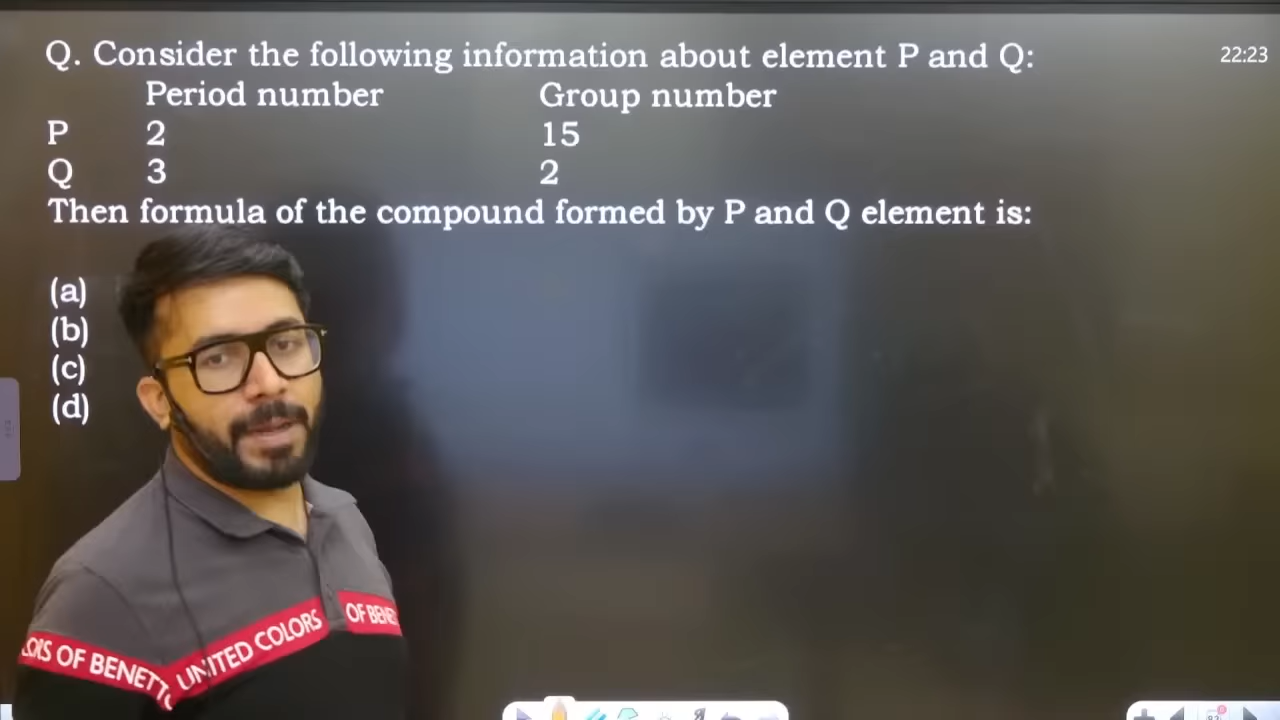 Q. Consider the following information about element P and Q:
22:23
Period number Group number
P 2 15
Q 3 2
Then formula of the compound formed by P and Q element is:
(a)
(b)
(c)
(d)
OF BENETT
UNITED COLORS
OF BENE